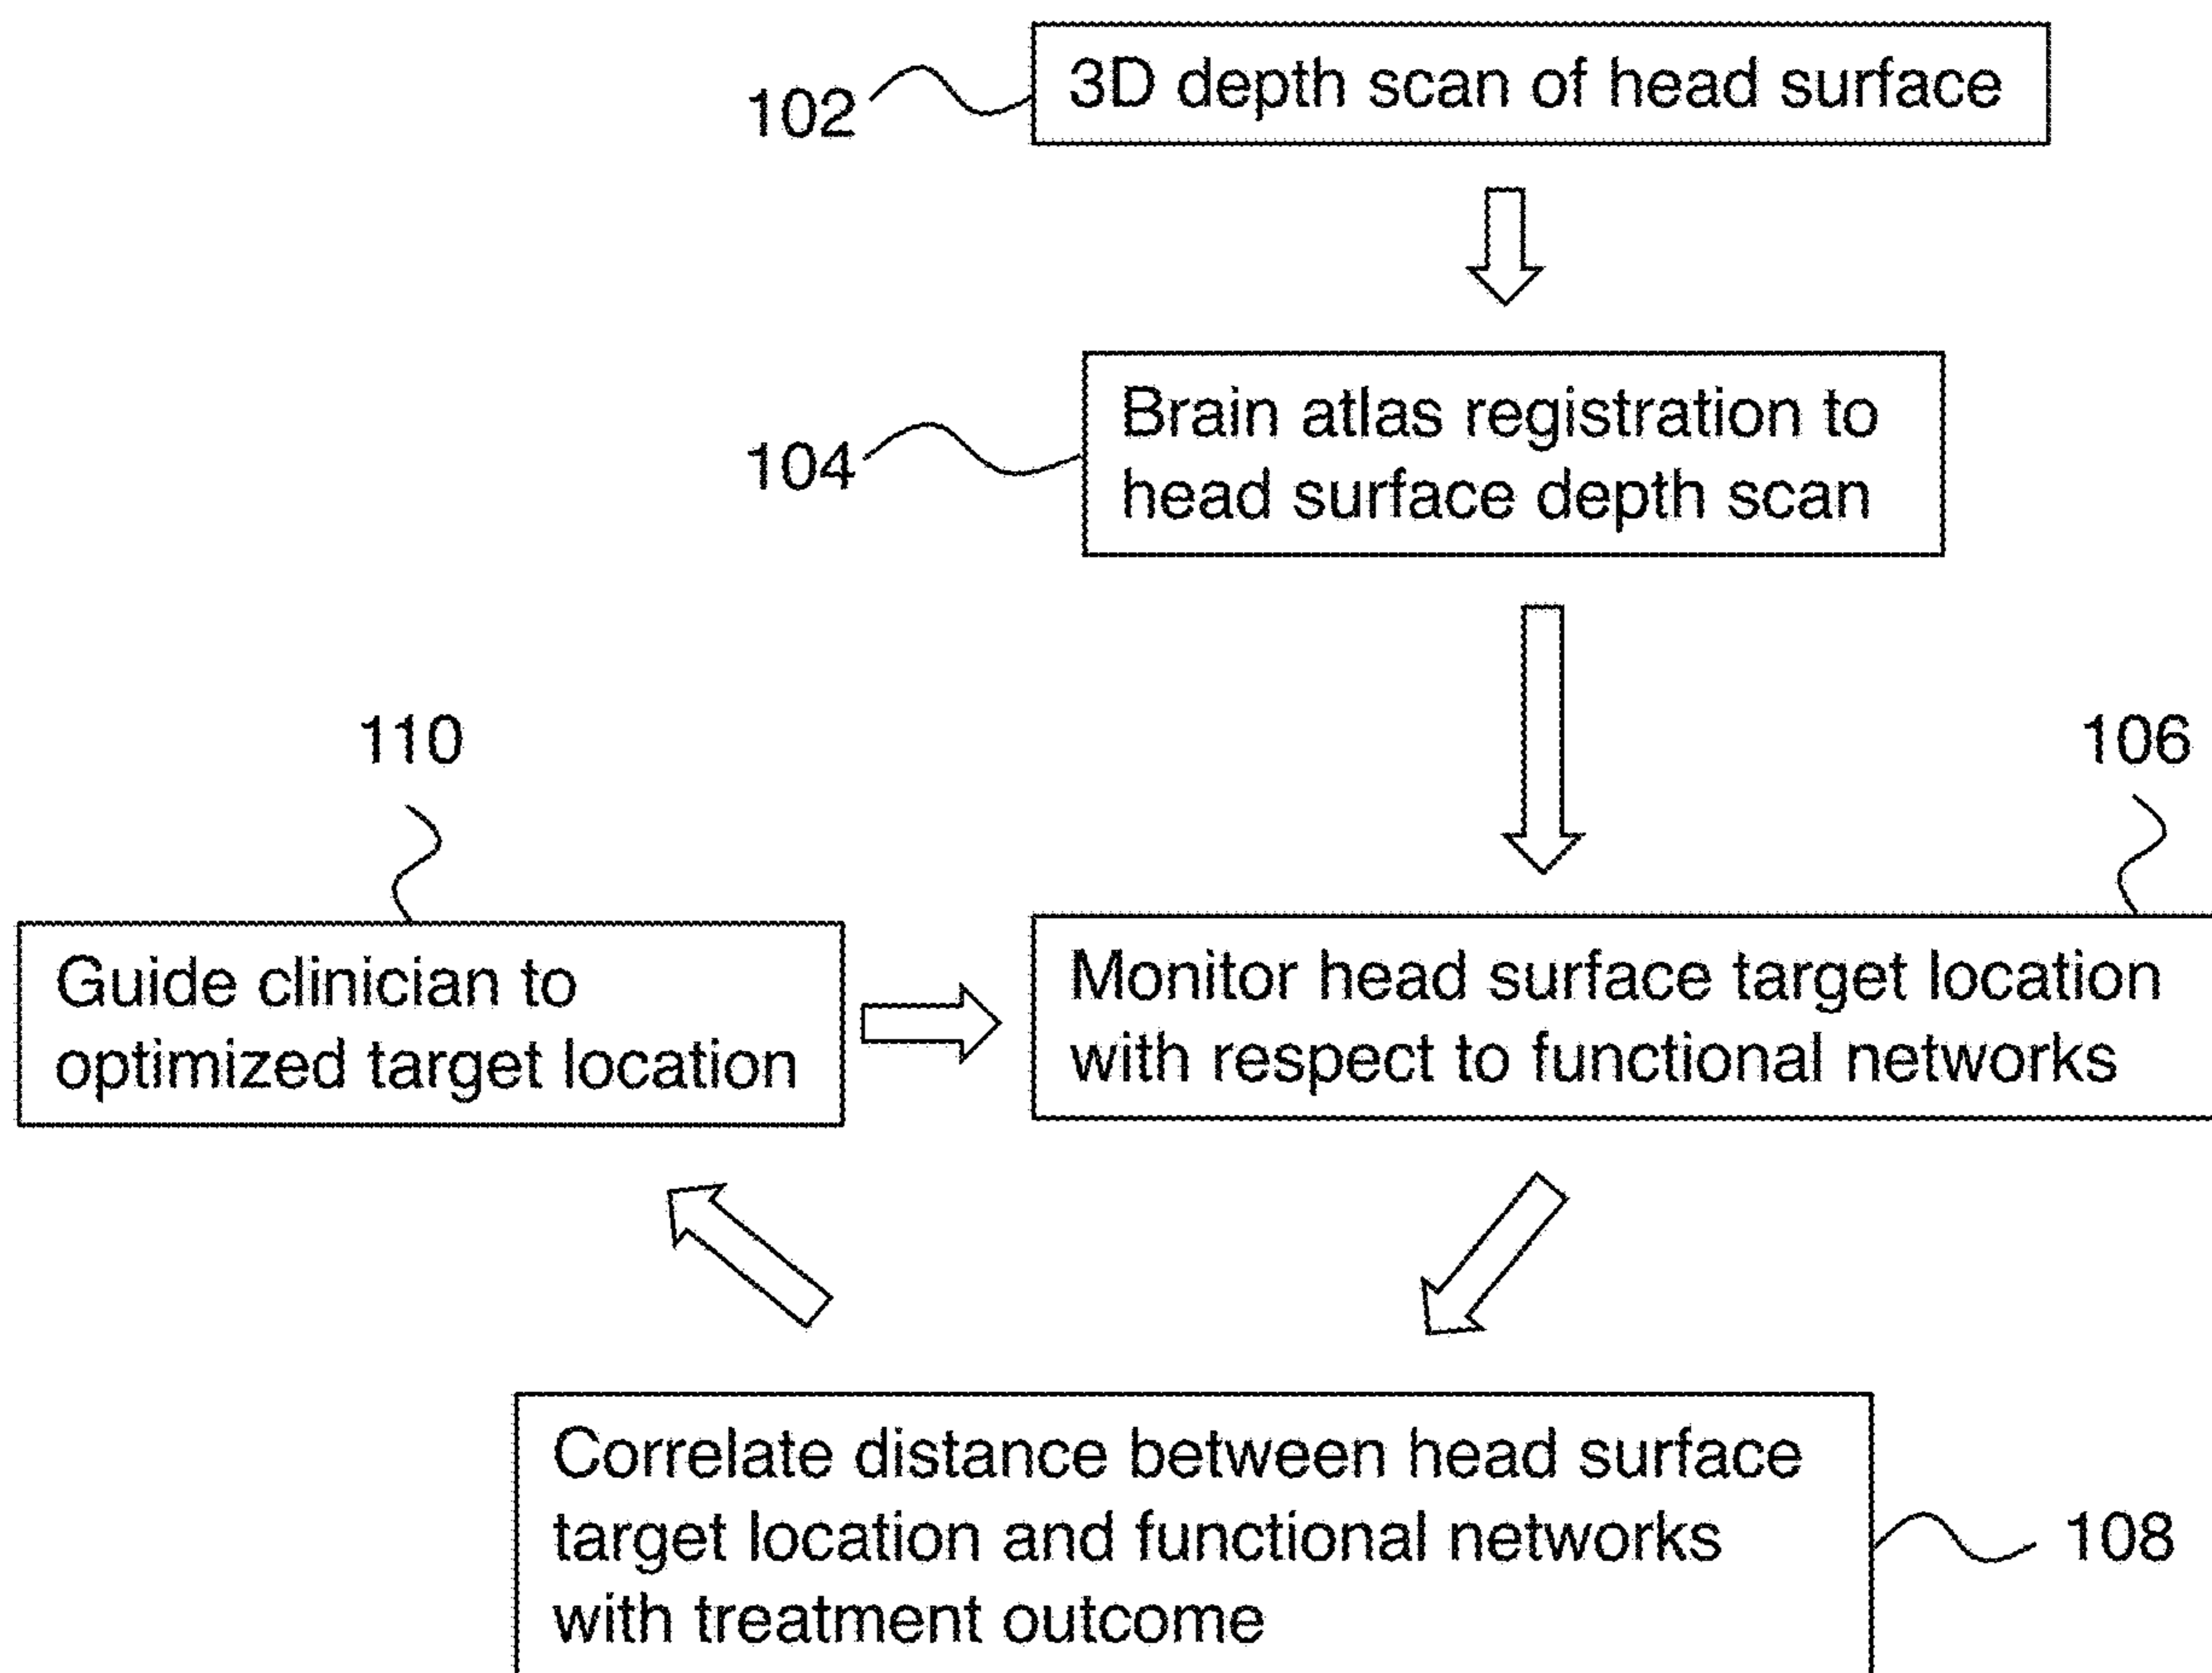 102
3D depth scan of head surface
104
Brain atlas registration to
head surface depth scan
110
106
Guide clinician to
optimized target location
Monitor head surface target location
with respect to functional networks
Correlate distance between head surface
target location and functional networks
with treatment outcome
108